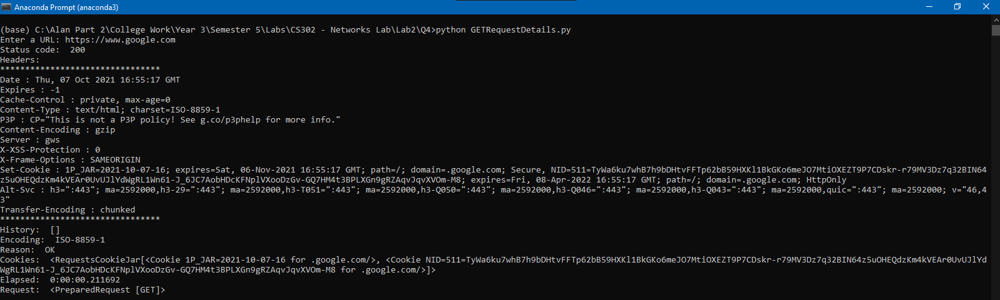 Anaconda Prompt (anaconda3)
(base) C:\Alan Part 2\College Work\Year 3\Semester 5\Labs\CS302 - Networks Lab\Lab2\Q4>python GETRequestDetails.py
Enter a URL: https://www.google.com
Status code:  200
Headers:
********************************
Date : Thu, 07 Oct 2021 16:55:17 GMT
Expires : -1
Cache-Control : private, max-age=0
Content-Type : text/html; charset=ISO-8859-1
P3P : CP="This is not a P3P policy! See g.co/p3phelp for more info."
Content-Encoding : gzip
Server : gws
X-XSS-Protection : 0
X-Frame-Options : SAMEORIGIN
Set-Cookie : 1P_JAR=2021-10-07-16; expires=Sat, 06-Nov-2021 16:55:17 GMT; path=/; domain=.google.com; Secure, NID=511=TyWa6ku7whB7h9bDHtvFFTp62bB59HXKl1BkGKo6meJO7MtiOXEZT9P7CDskr-r79MV3Dz7q32BIN64
z5uOHEQdzKm4kVEAr0UvUJlYdWgRL1Wn61-J_6JC7AobHDcKFNplVXooDzGv-GQ7HM4t3BPLXGn9gRZAqvJqvXVOm-M8; expires=Fri, 08-Apr-2022 16:55:17 GMT; path=/; domain=.google.com; HttpOnly
Alt-Svc : h3=":443"; ma=2592000,h3-29=":443"; ma=2592000,h3-T051=":443"; ma=2592000,h3-Q050=":443"; ma=2592000,h3-Q046=":443"; ma=2592000,h3-Q043=":443"; ma=2592000,quic=":443"; ma=2592000; v="46,4
3"
Transfer-Encoding : chunked
********************************
History:  []
Encoding:  ISO-8859-1
Reason:  OK
Cookies:  <RequestsCookieJar[<Cookie 1P_JAR=2021-10-07-16 for .google.com/>, <Cookie NID=511=TyWa6ku7whB7h9bDHtvFFTp62bB59HXKl1BkGKo6meJO7MtiOXEZT9P7CDskr-r79MV3Dz7q32BIN64z5uOHEQdzKm4kVEAr0UvUJlYd
WgRL1Wn61-J_6JC7AobHDcKFNplVXooDzGv-GQ7HM4t3BPLXGn9gRZAqvJqvXVOm-M8 for .google.com/>]>
Elapsed:  0:00:00.211692
Request:  <PreparedRequest [GET]>